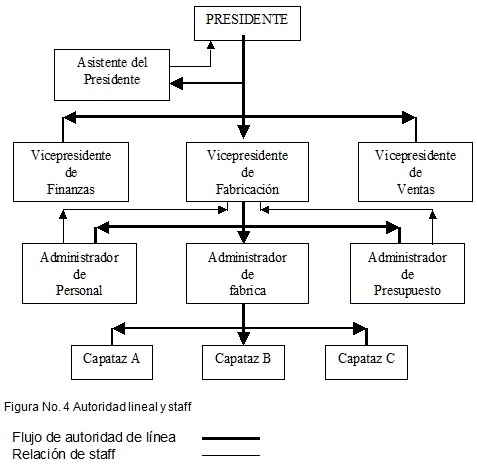 PRESIDENTE
Asistente del
Presidente
Vicepresidente
de
Finanzas
Vicepresidente
de
Fabricación
Vicepresidente
de
Ventas
Administrador
de
Personal
Administrador
de
fábrica
Administrador
de
Presupuesto
Capataz A
Capataz B
Capataz C
Figura No. 4 Autoridad lineal y staff
Flujo de autoridad de línea
Relación de staff